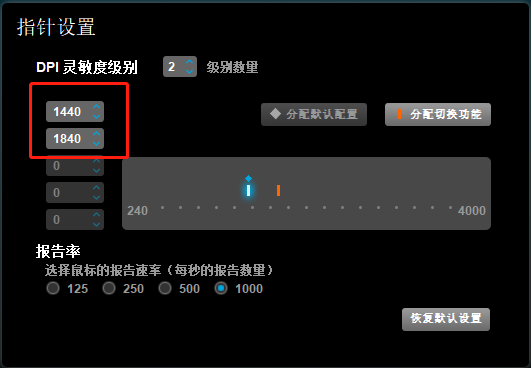 指针设置
DPI 灵敏度级别 2 级别数量
1440
分配默认配置 分配切换功能
1840
0
0
240 4000
0
报告率
选择鼠标的报告速率（每秒的报告数量）
125 250 500 1000
恢复默认设置